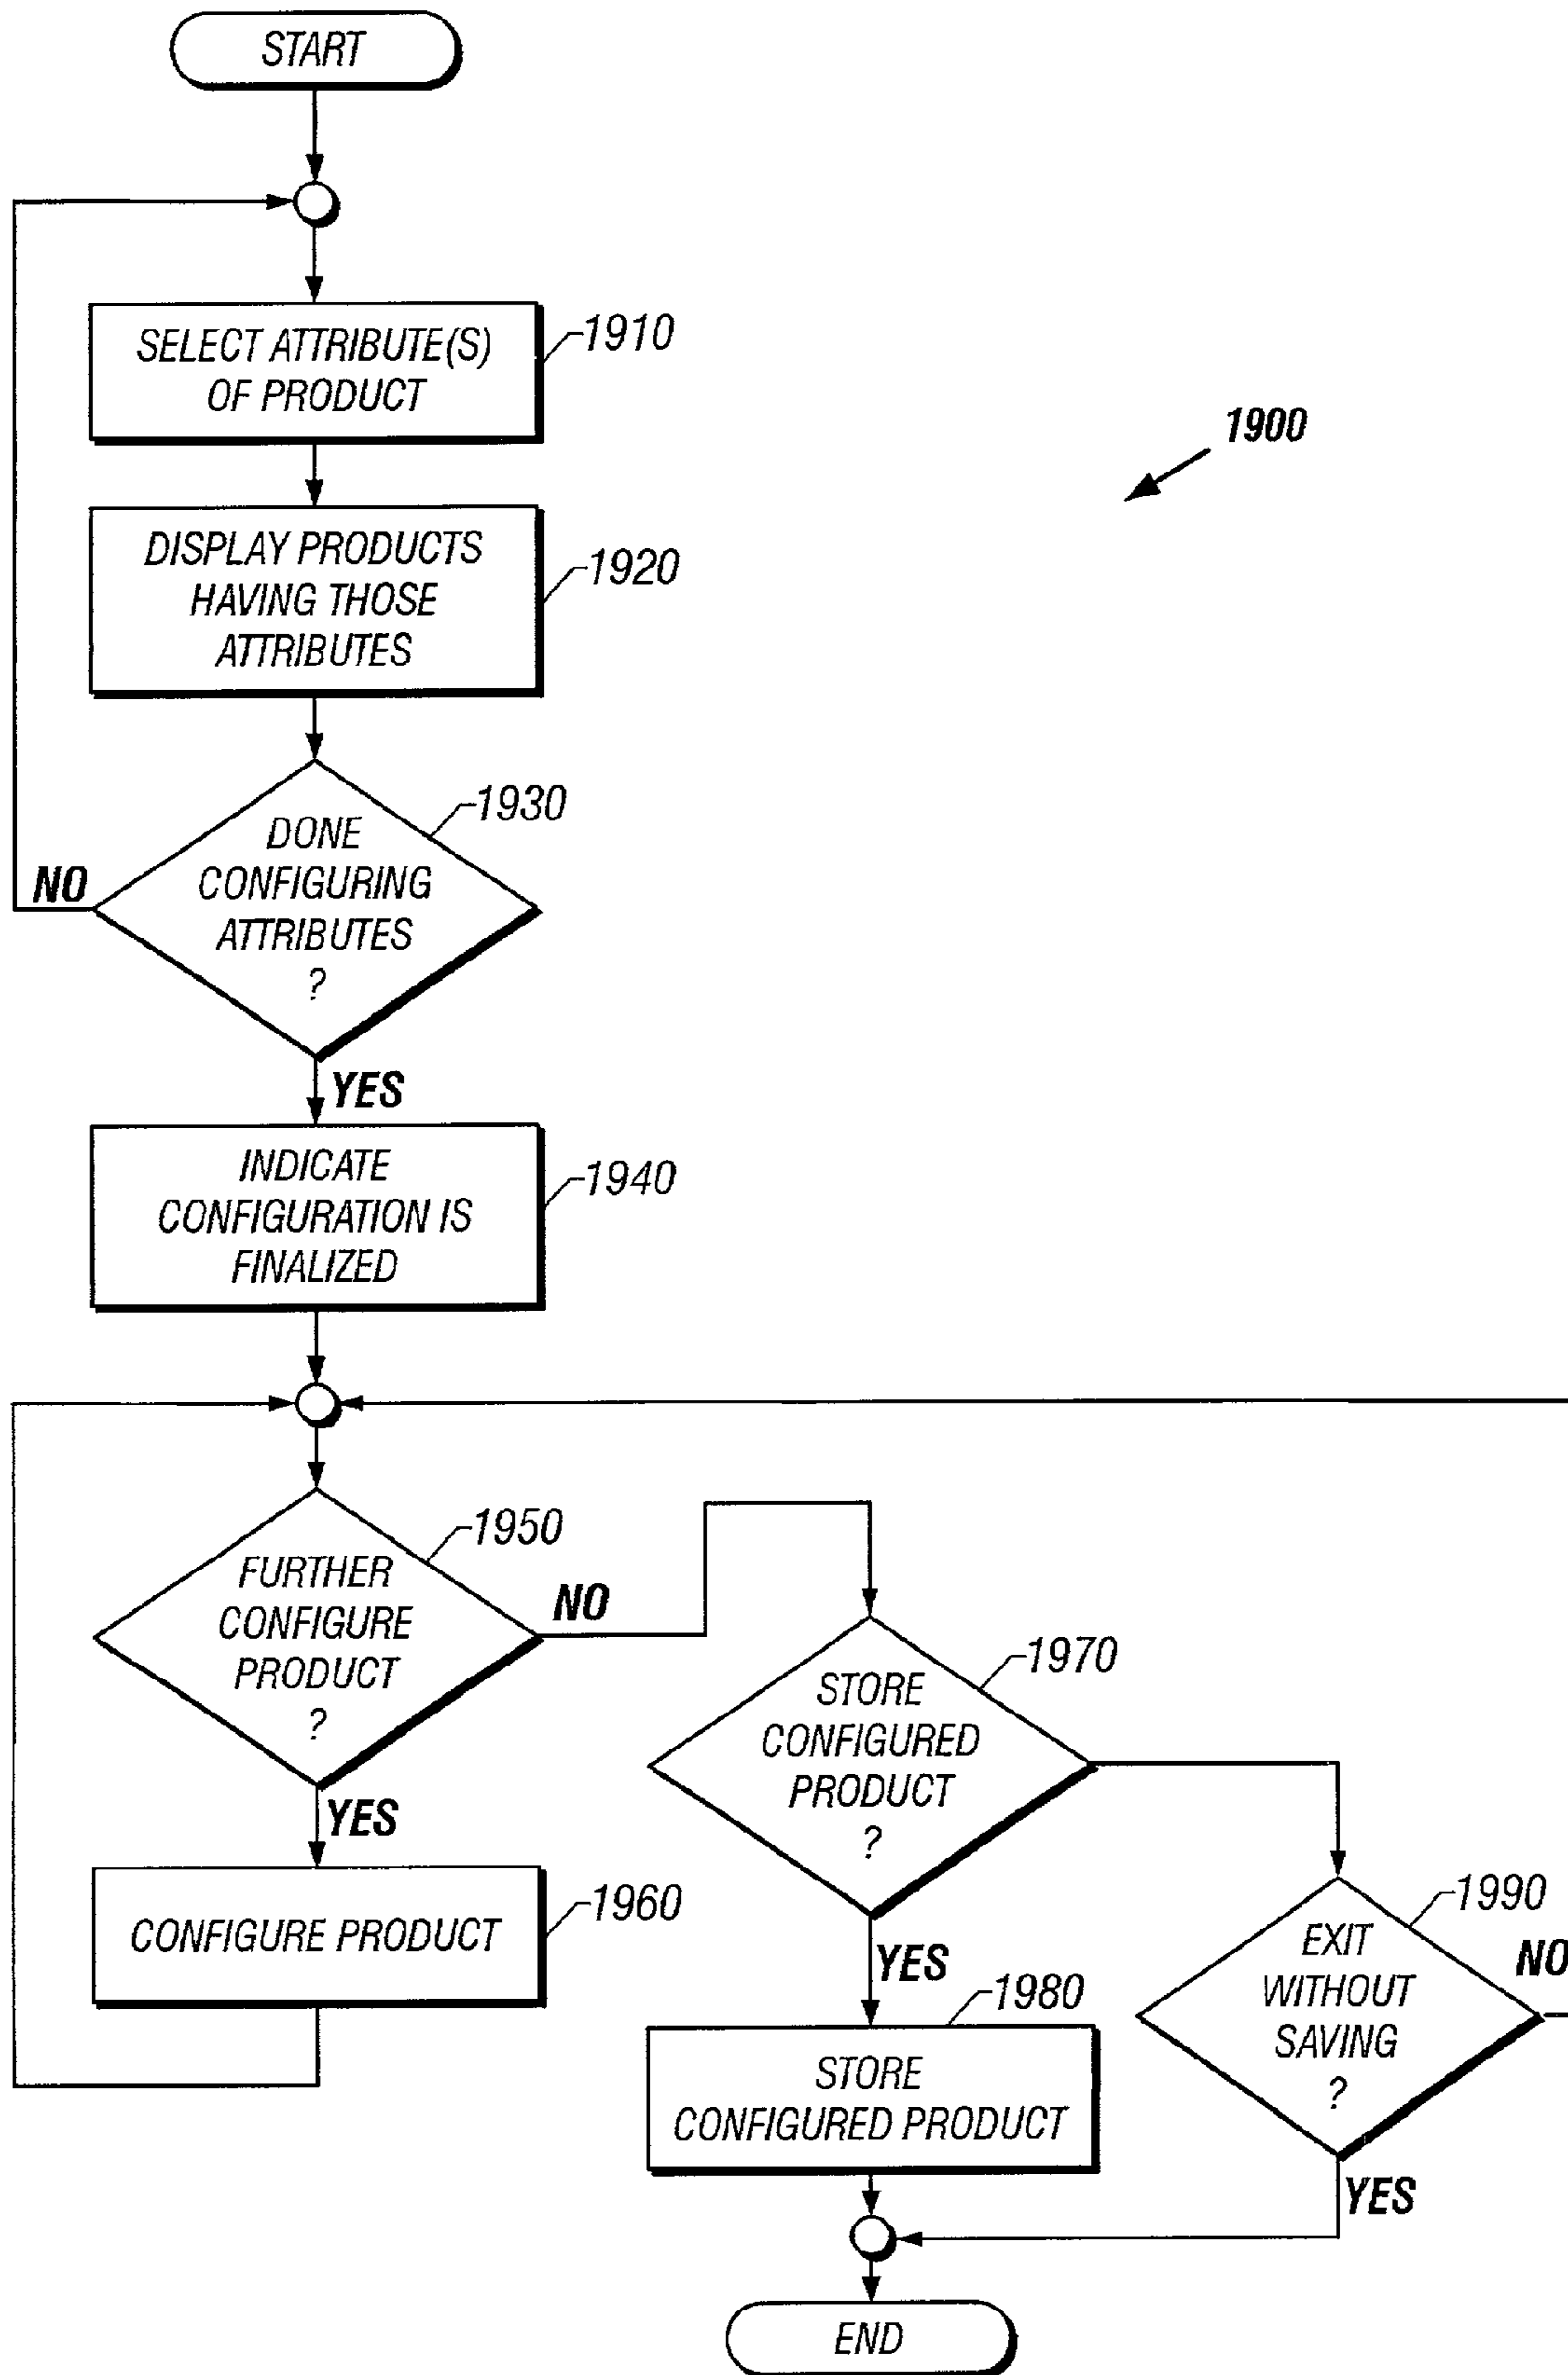 START
SELECT ATTRIBUTE(S)
OF PRODUCT
1910
1900
DISPLAY PRODUCTS
HAVING THOSE
ATTRIBUTES
1920
DONE
CONFIGURING
ATTRIBUTES
?
1930
NO
YES
INDICATE
CONFIGURATION IS
FINALIZED
1940
FURTHER
CONFIGURE
PRODUCT
?
1950
NO
YES
CONFIGURE PRODUCT
1960
STORE
CONFIGURED
PRODUCT
?
1970
YES
STORE
CONFIGURED PRODUCT
1980
EXIT
WITHOUT
SAVING
?
1990
NO
YES
END